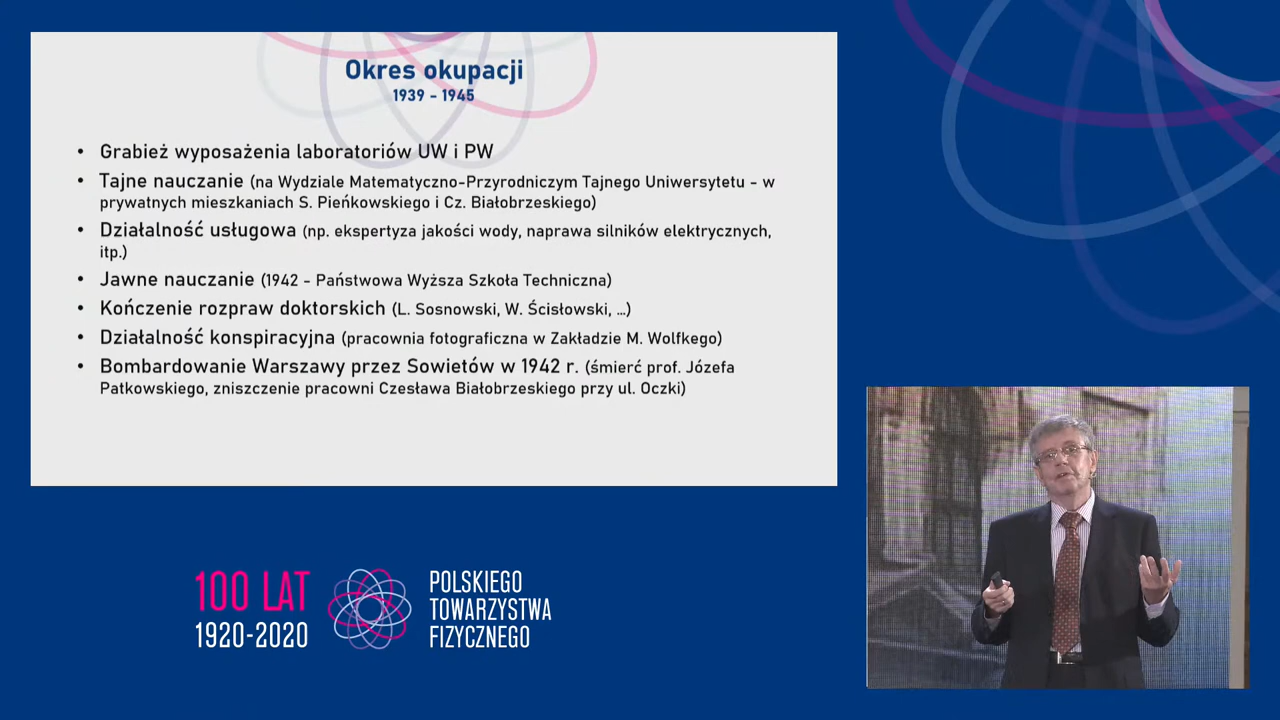 Okres okupacji
1939 - 1945
• Grabież wyposażenia laboratoriów UW i PW
• Tajne nauczanie (na Wydziale Matematyczno-Przyrodniczym Tajnego Uniwersytetu - w
prywatnych mieszkaniach S. Pieńkowskiego i Cz. Białobrzeskiego)
• Działalność usługowa (np. ekspertyza jakości wody, naprawa silników elektrycznych,
itp.)
• Jawne nauczanie (1942 - Państwowa Wyższa Szkoła Techniczna)
• Kończenie rozpraw doktorskich (L. Sosnowski, W. Ścisłowski, …)
• Działalność konspiracyjna (pracownia fotograficzna w Zakładzie M. Wolfkego)
• Bombardowanie Warszawy przez Sowietów w 1942 r. (śmierć prof. Józefa
Patkowskiego, zniszczenie pracowni Czesława Białobrzeskiego przy ul. Oczki)
100 LAT
1920-2020
POLSKIEGO
TOWARZYSTWA
FIZYCZNEGO